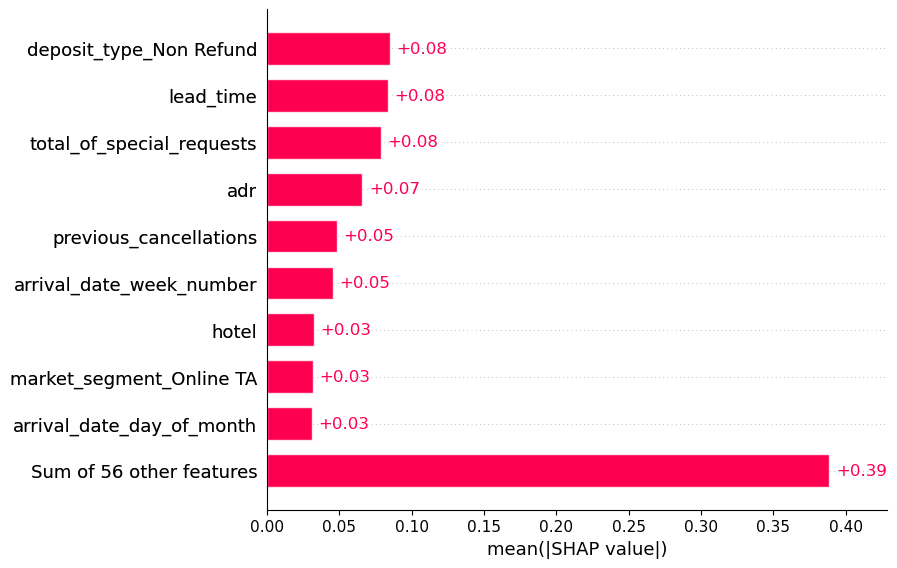 deposit_type_Non Refund +0.08
lead_time +0.08
total_of_special_requests +0.08
adr +0.07
previous_cancellations +0.05
arrival_date_week_number +0.05
hotel +0.03
market_segment_Online TA +0.03
arrival_date_day_of_month +0.03
Sum of 56 other features +0.39
0.00 0.05 0.10 0.15 0.20 0.25 0.30 0.35 0.40
mean(|SHAP value|)